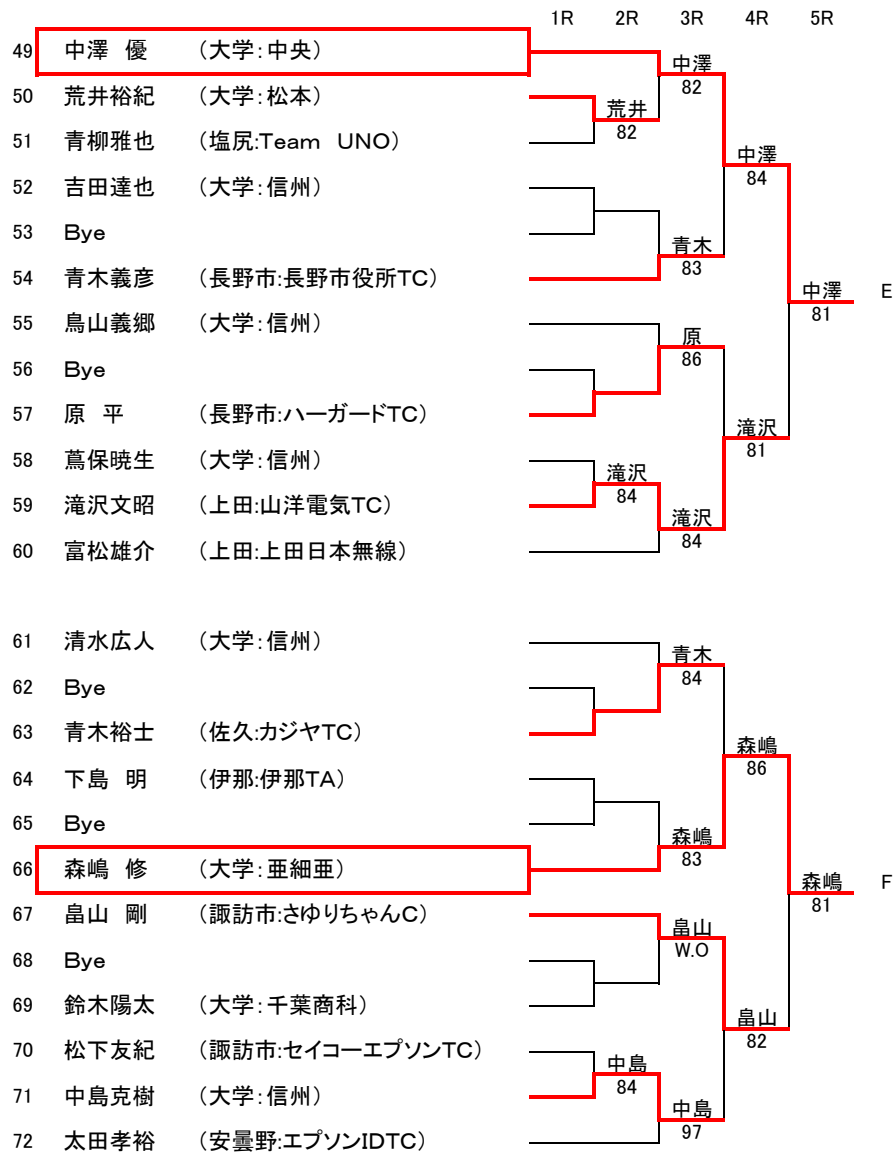 1R 2R 3R 4R 5R
49 中澤 優 （大学：中央）
中澤
82
50 荒井裕紀 （大学：松本）
荒井
82
51 青柳雅也 （塩尻:Team UNO）
中澤
84
52 吉田達也 （大学：信州）
53 Bye
青木
83
54 青木義彦 （長野市：長野市役所TC）
中澤 E
81
55 鳥山義郷 （大学：信州）
原
86
56 Bye
57 原 平 （長野市:ハーガードTC）
滝沢
81
58 蔦保暁生 （大学：信州）
滝沢
84
59 滝沢文昭 （上田：山洋電気TC）
滝沢
84
60 富松雄介 （上田：上田日本無線）
61 清水広人 （大学：信州）
青木
84
62 Bye
63 青木裕士 （佐久:カジヤTC）
森嶋
86
64 下島 明 （伊那：伊那TA）
65 Bye
森嶋
83
66 森嶋 修 （大学：亜細亜）
森嶋 F
81
67 畠山 剛 （諏訪市:さゆりちゃんC）
畠山
W.O
68 Bye
69 鈴木陽太 （大学：千葉商科）
畠山
82
70 松下友紀 （諏訪市:セイコーエプソンTC）
中島
84
71 中島克樹 （大学：信州）
中島
97
72 太田孝裕 （安曇野:エプソンIDTC）